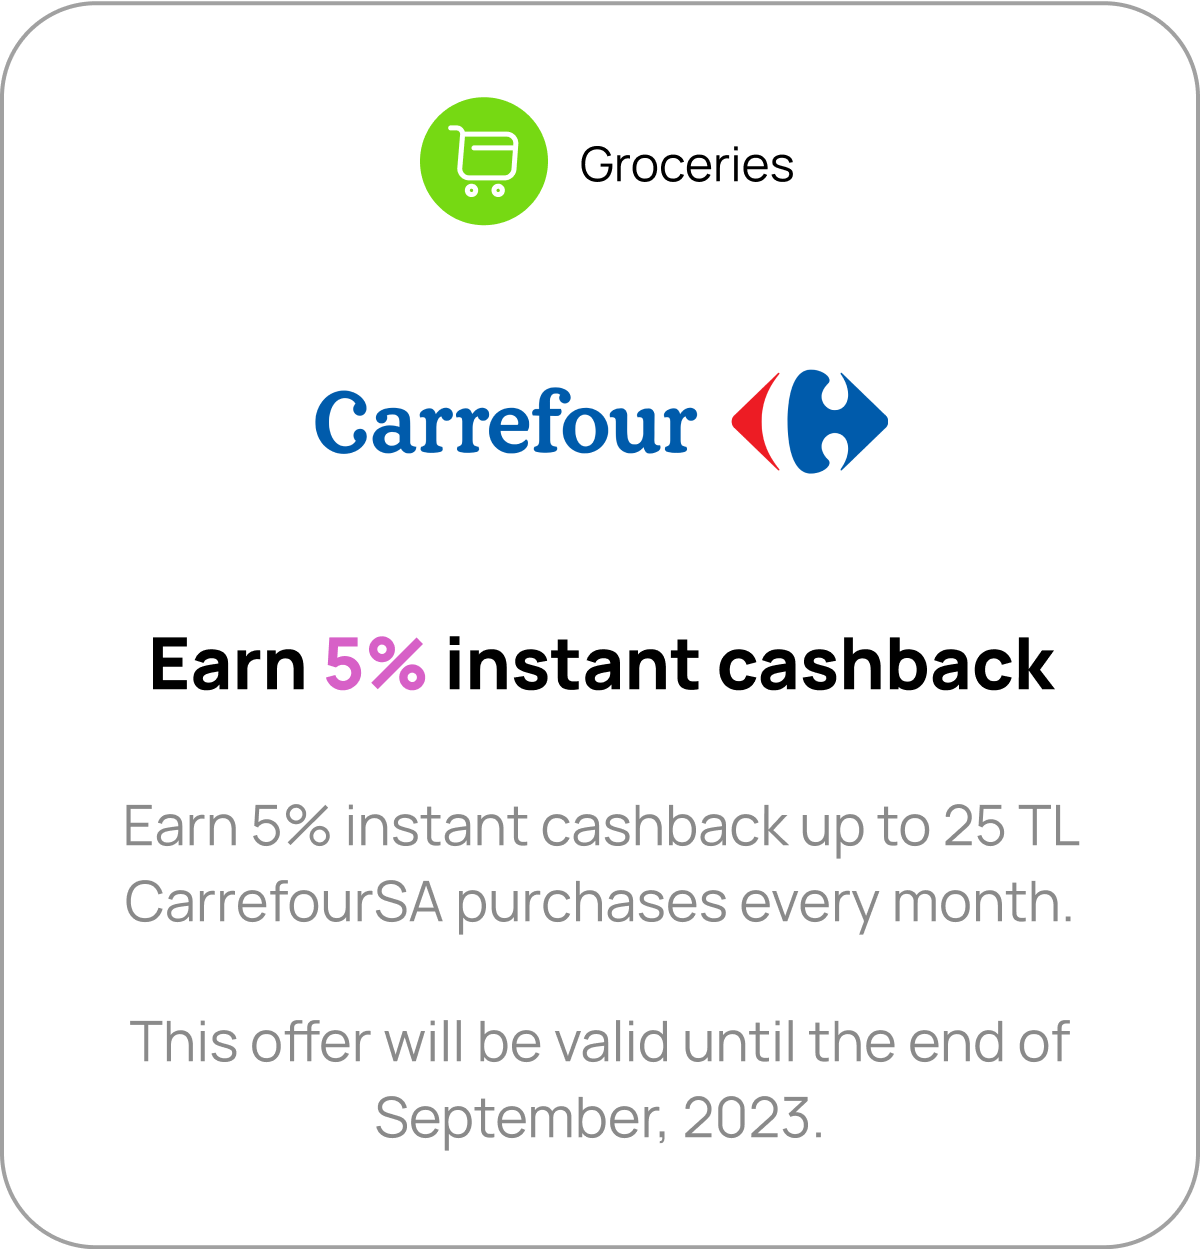 Groceries
Carrefour
Earn 5% instant cashback
Earn 5% instant cashback up to 25 TL
CarrefourSA purchases every month.
This offer will be valid until the end of
September, 2023.